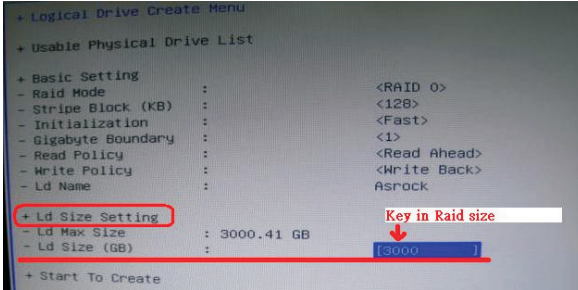 + Logical Drive Create Menu
+ Usable Physical Drive List
+ Basic Setting
- Raid Mode : <RAID 0>
- Stripe Block (KB) : <128>
- Initialization : <Fast>
- Gigabyte Boundary : <1>
- Read Policy : <Read Ahead>
- Write Policy : <Write Back>
- Ld Name : Asrock
+ Ld Size Setting
Key in Raid size
- Ld Max Size : 3000.41 GB
- Ld Size (GB) : [3000 ]
+ Start To Create